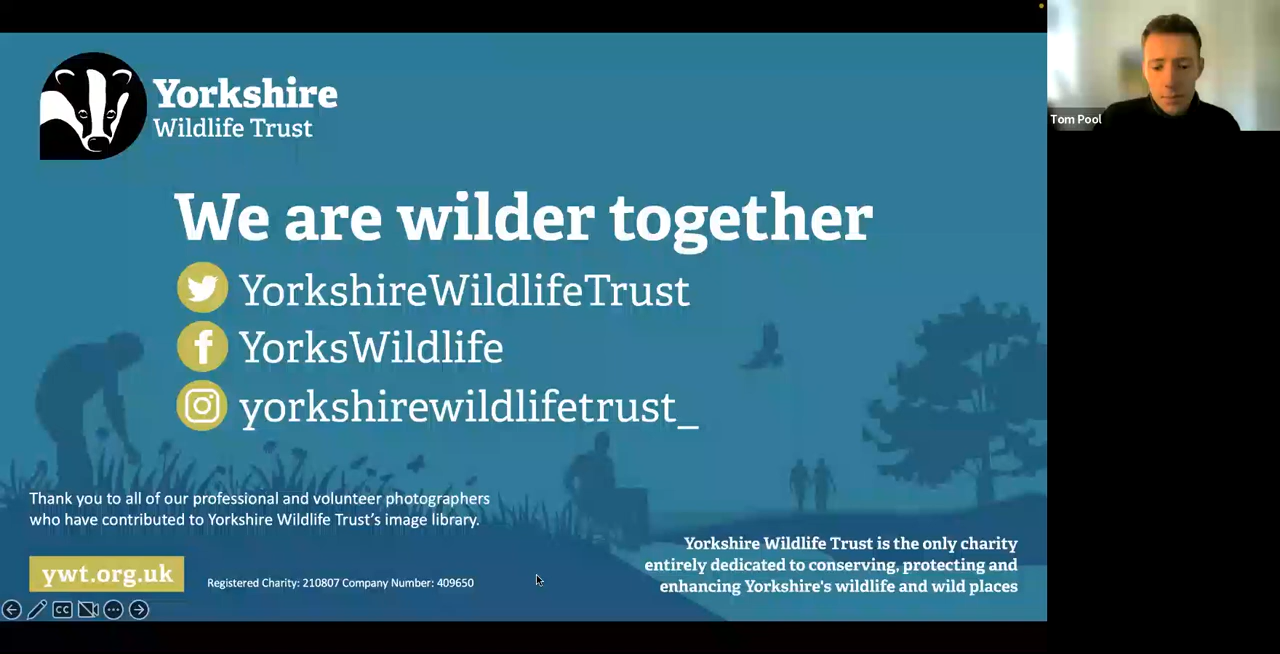 Yorkshire
Wildlife Trust
Tom Pool
We are wilder together
YorkshireWildlifeTrust
YorksWildlife
yorkshirewildlifetrust_
Thank you to all of our professional and volunteer photographers
who have contributed to Yorkshire Wildlife Trust's image library.
Yorkshire Wildlife Trust is the only charity
entirely dedicated to conserving, protecting and
enhancing Yorkshire's wildlife and wild places
ywt.org.uk
Registered Charity: 210807 Company Number: 409650
CC